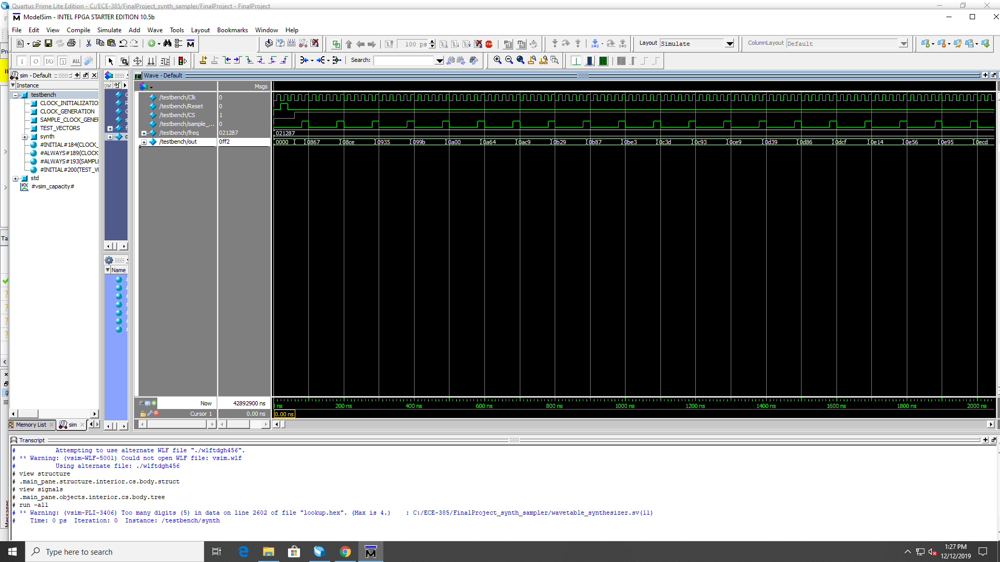 Quartus Prime Lite Edition - C:/ECE-385/FinalProject_synth_sampler/FinalProject - FinalProject
ModelSim - INTEL FPGA STARTER EDITION 10.5b
File Edit View Compile Simulate Add Wave Tools Layout Bookmarks Window Help
100 ps
Layout Simulate
ColumnLayout Default
Search:
sim - Default
Instance
testbench
CLOCK_INITIALIZATIO
CLOCK_GENERATION
SAMPLE_CLOCK_GENER
TEST_VECTORS
synth
#INITIAL#184(CLOCK_
#ALWAYS#189(CLOCK
#ALWAYS#193(SAMPL
#INITIAL#200(TEST_V
std
#vsim_capacity#
Memory List
sim
Name
Wave - Default
Msgs
/testbench/Clk 0
/testbench/Reset 0
/testbench/CS 1
/testbench/sample_... 0
/testbench/freq 021287 021287
/testbench/out 0ff2 0000 0867 08ce 0935 099b 0a00 0a64 0ac9 0b29 0b87 0be3 0c3d 0c93 0ce9 0d39 0d86 0dcf 0e14 0e56 0e95 0ecd
Now 42892900 ns
ns 200 ns 400 ns 600 ns 800 ns 1000 ns 1200 ns 1400 ns 1600 ns 1800 ns 2000 ns
Cursor 1 0.00 ns 0.00 ns
Transcript
# Attempting to use alternate WLF file "./wlftdgh456".
# ** Warning: (vsim-WLF-5001) Could not open WLF file: vsim.wlf
# Using alternate file: ./wlftdgh456
# view structure
# .main_pane.structure.interior.cs.body.struct
# view signals
# .main_pane.objects.interior.cs.body.tree
# run -all
# ** Warning: (vsim-PLI-3406) Too many digits (5) in data on line 2602 of file "lookup.hex". (Max is 4.) : C:/ECE-385/FinalProject_synth_sampler/wavetable_synthesizer.sv(11)
# Time: 0 ps Iteration: 0 Instance: /testbench/synth
Messages
Type here to search
1:27 PM
12/12/2019